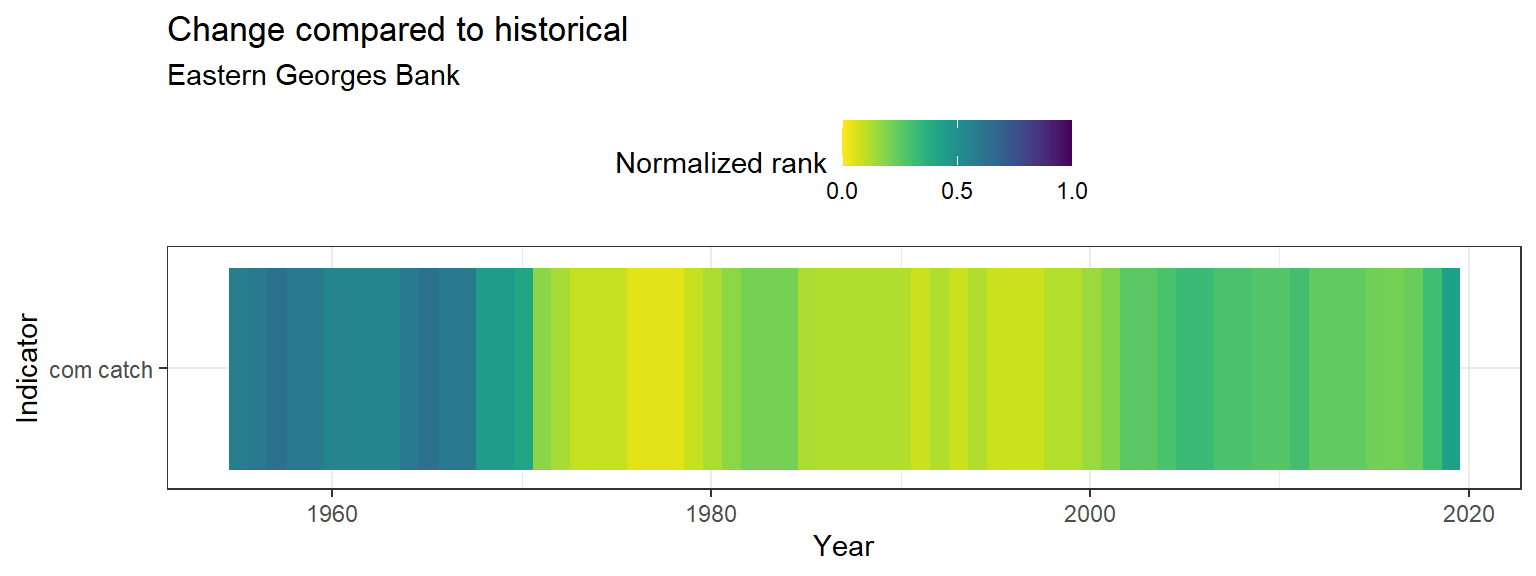 Change compared to historical
Eastern Georges Bank
Normalized rank
0.0 0.5 1.0
Indicator
com catch
1960 1980 2000 2020
Year